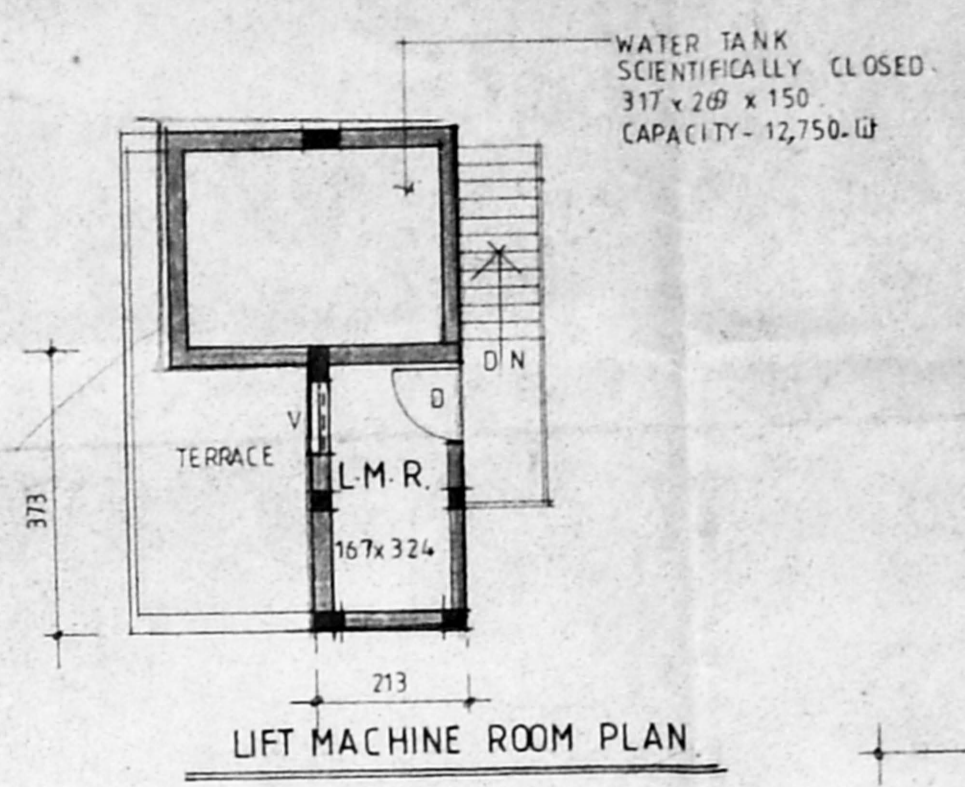 WATER TANK
SCIENTIFICALLY CLOSED.
317 x 269 x 150.
CAPACITY- 12,750.Lit
DN
D
V
TERRACE
L.M.R.
373
167x324
213
LIFT MACHINE ROOM PLAN.